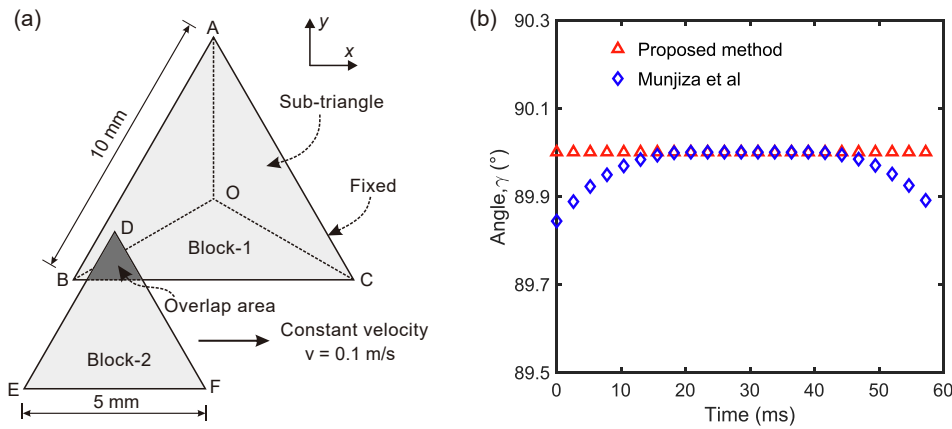 (a)
A
y
x
10 mm
Sub-triangle
Fixed
O
D
Block-1
B
C
Overlap area
Constant velocity
v = 0.1 m/s
Block-2
E
F
5 mm
(b)
90.3
90.1
89.9
89.7
89.5
Angle,γ (°)
Proposed method
Munjiza et al
0
10
20
30
40
50
60
Time (ms)